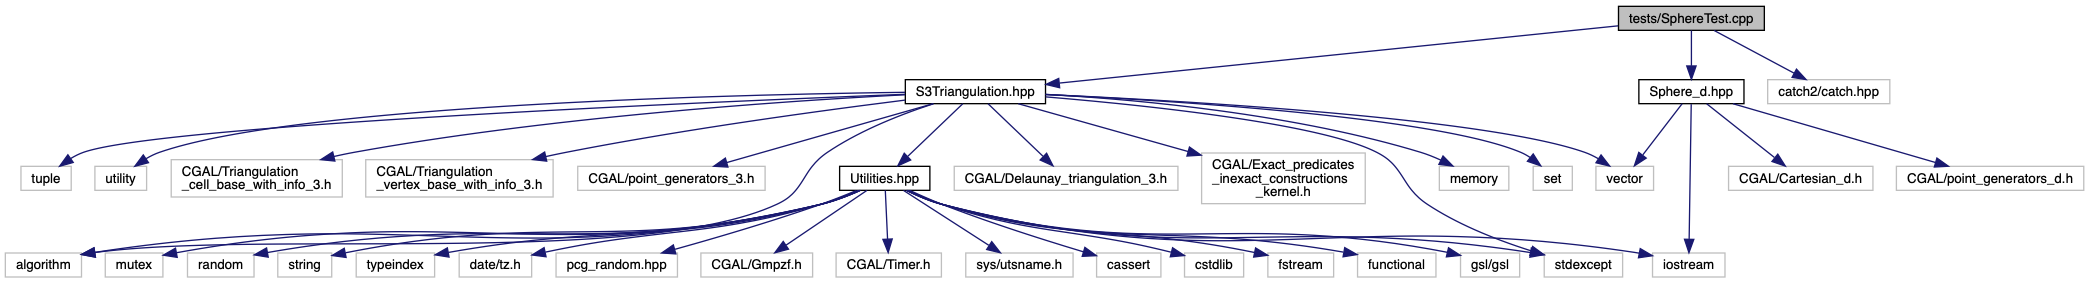 tests/SphereTest.cpp
S3Triangulation.hpp
Sphere_d.hpp
catch2/catch.hpp
tuple
utility
CGAL/Triangulation
_cell_base_with_info_3.h
CGAL/Triangulation
_vertex_base_with_info_3.h
CGAL/point_generators_3.h
Utilities.hpp
CGAL/Delaunay_triangulation_3.h
CGAL/Exact_predicates
_inexact_constructions
_kernel.h
memory
set
vector
CGAL/Cartesian_d.h
CGAL/point_generators_d.h
algorithm
mutex
random
string
typeindex
date/tz.h
pcg_random.hpp
CGAL/Gmpzf.h
CGAL/Timer.h
sys/utsname.h
cassert
cstdlib
fstream
functional
gsl/gsl
stdexcept
iostream